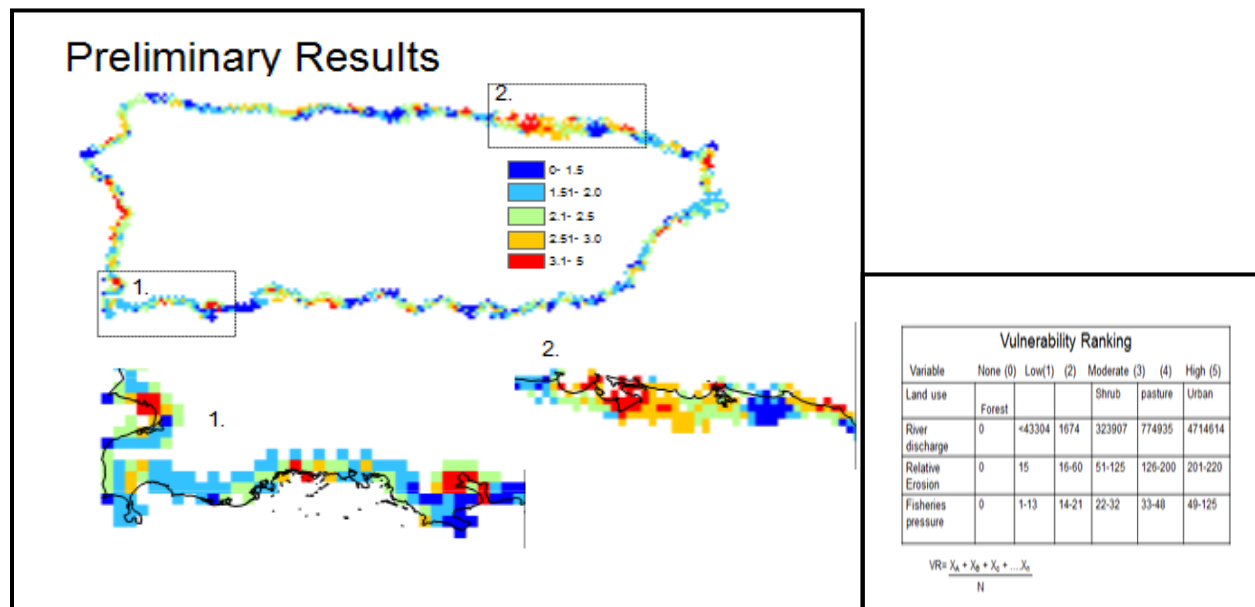 Preliminary Results
2.
0- 1.5
1.51- 2.0
2.1- 2.5
2.51- 3.0
3.1- 5
1.
2.
1.
Vulnerability Ranking
Variable None (0) Low(1) (2) Moderate (3) (4) High (5)
Land use Forest Shrub pasture Urban
River discharge 0 <43304 1674 323907 774935 4714614
Relative Erosion 0 15 16-60 51-125 126-200 201-220
Fisheries pressure 0 1-13 14-21 22-32 33-48 49-125
VR= X_A + X_B + X_c + ....X_n
N